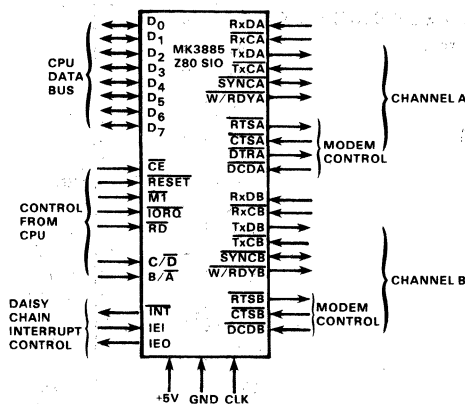 CPU
DATA
BUS
D0
D1
D2
D3
D4
D5
D6
D7
MK3885
Z80 SIO
RxDA
RxCA
TxDA
TxCA
SYNCA
W/RDYA
RTSA
CTSA
DTRA
DCDA
MODEM
CONTROL
CHANNEL A
CONTROL
FROM
CPU
CE
RESET
M1
IORQ
RD
C/D
B/A
RxDB
RxCB
TxDB
TxCB
SYNCB
W/RDYB
RTSB
CTSB
DCDB
MODEM
CONTROL
CHANNEL B
DAISY
CHAIN
INTERRUPT
CONTROL
INT
IEI
IEO
+5V GND CLK